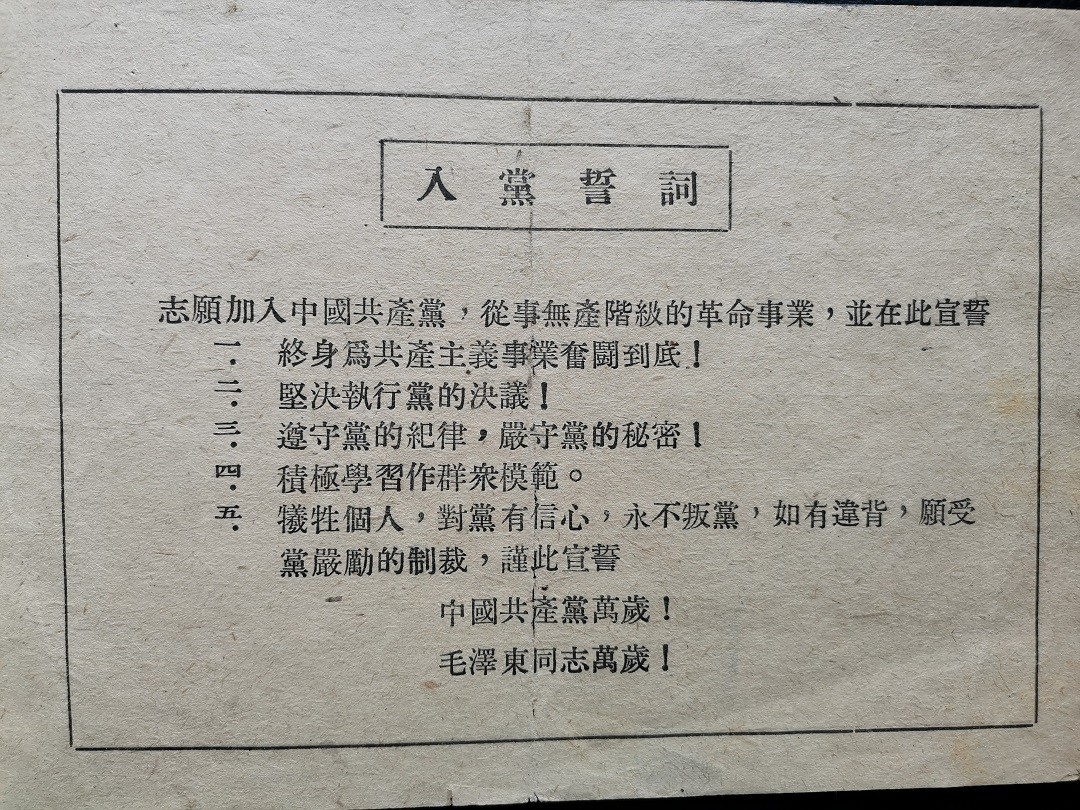 入黨誓詞
志願加入中國共產黨，從事無產階級的革命事業，並在此宣誓
一．終身爲共產主義事業奮鬪到底！
二．堅決執行黨的決議！
三．遵守黨的紀律，嚴守黨的秘密！
四．積極學習作群衆模範。
五．犧牲個人，對黨有信心，永不叛黨，如有違背，願受
黨嚴勵的制裁，謹此宣誓
中國共產黨萬歲！
毛澤東同志萬歲！